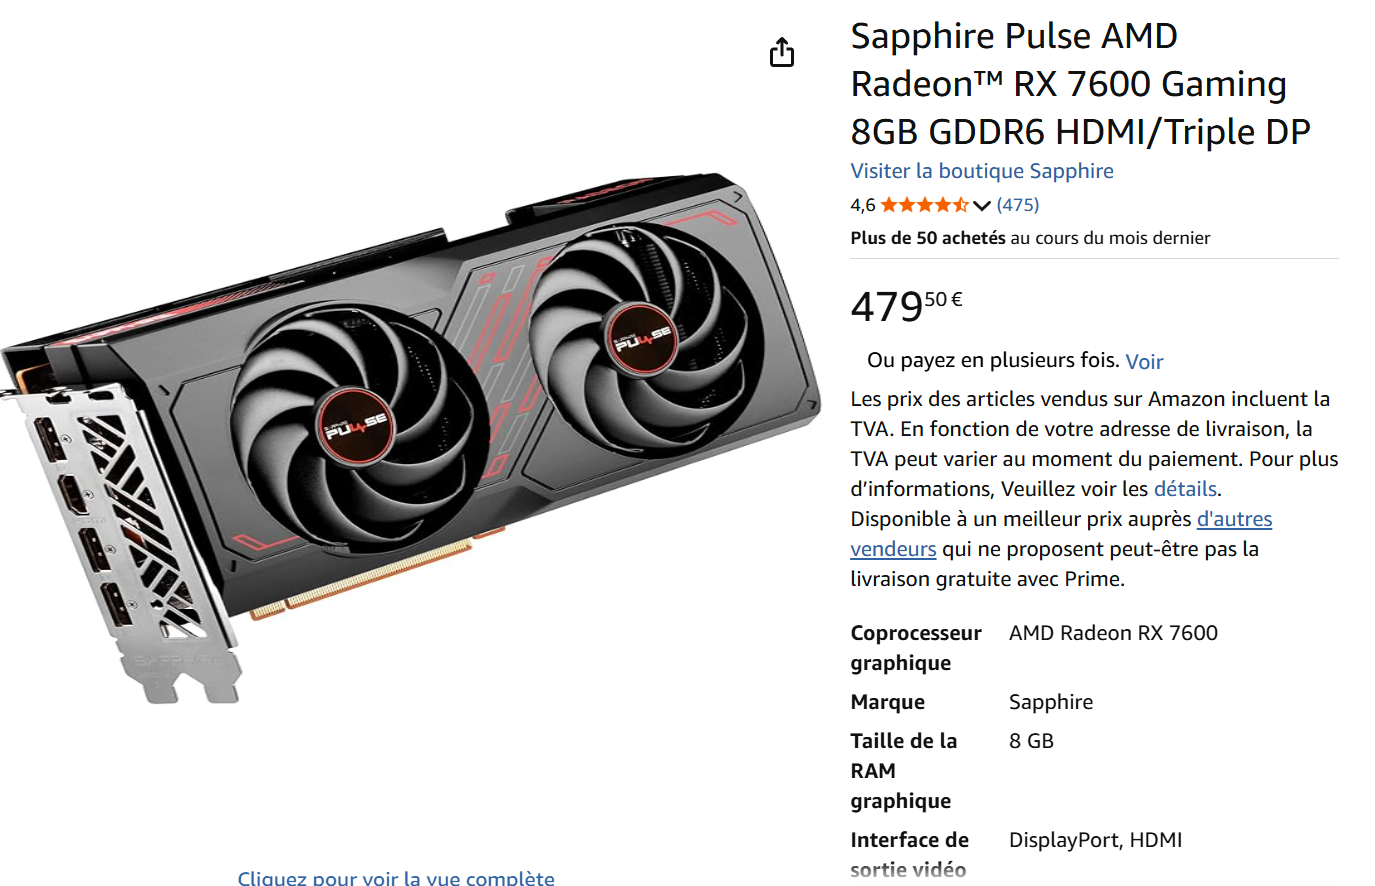 Sapphire Pulse AMD
Radeon™ RX 7600 Gaming
8GB GDDR6 HDMI/Triple DP
Visiter la boutique Sapphire
4,6 (475)
Plus de 50 achetés au cours du mois dernier
479,50 €
Ou payez en plusieurs fois. Voir
Les prix des articles vendus sur Amazon incluent la
TVA. En fonction de votre adresse de livraison, la
TVA peut varier au moment du paiement. Pour plus
d’informations, Veuillez voir les détails.
Disponible à un meilleur prix auprès d'autres
vendeurs qui ne proposent peut-être pas la
livraison gratuite avec Prime.
Coprocesseur AMD Radeon RX 7600
graphique
Marque Sapphire
Taille de la 8 GB
RAM
graphique
Interface de DisplayPort, HDMI
sortie vidéo
PULSE
PULSE
SAPPHIRE
Cliquez pour voir la vue complète